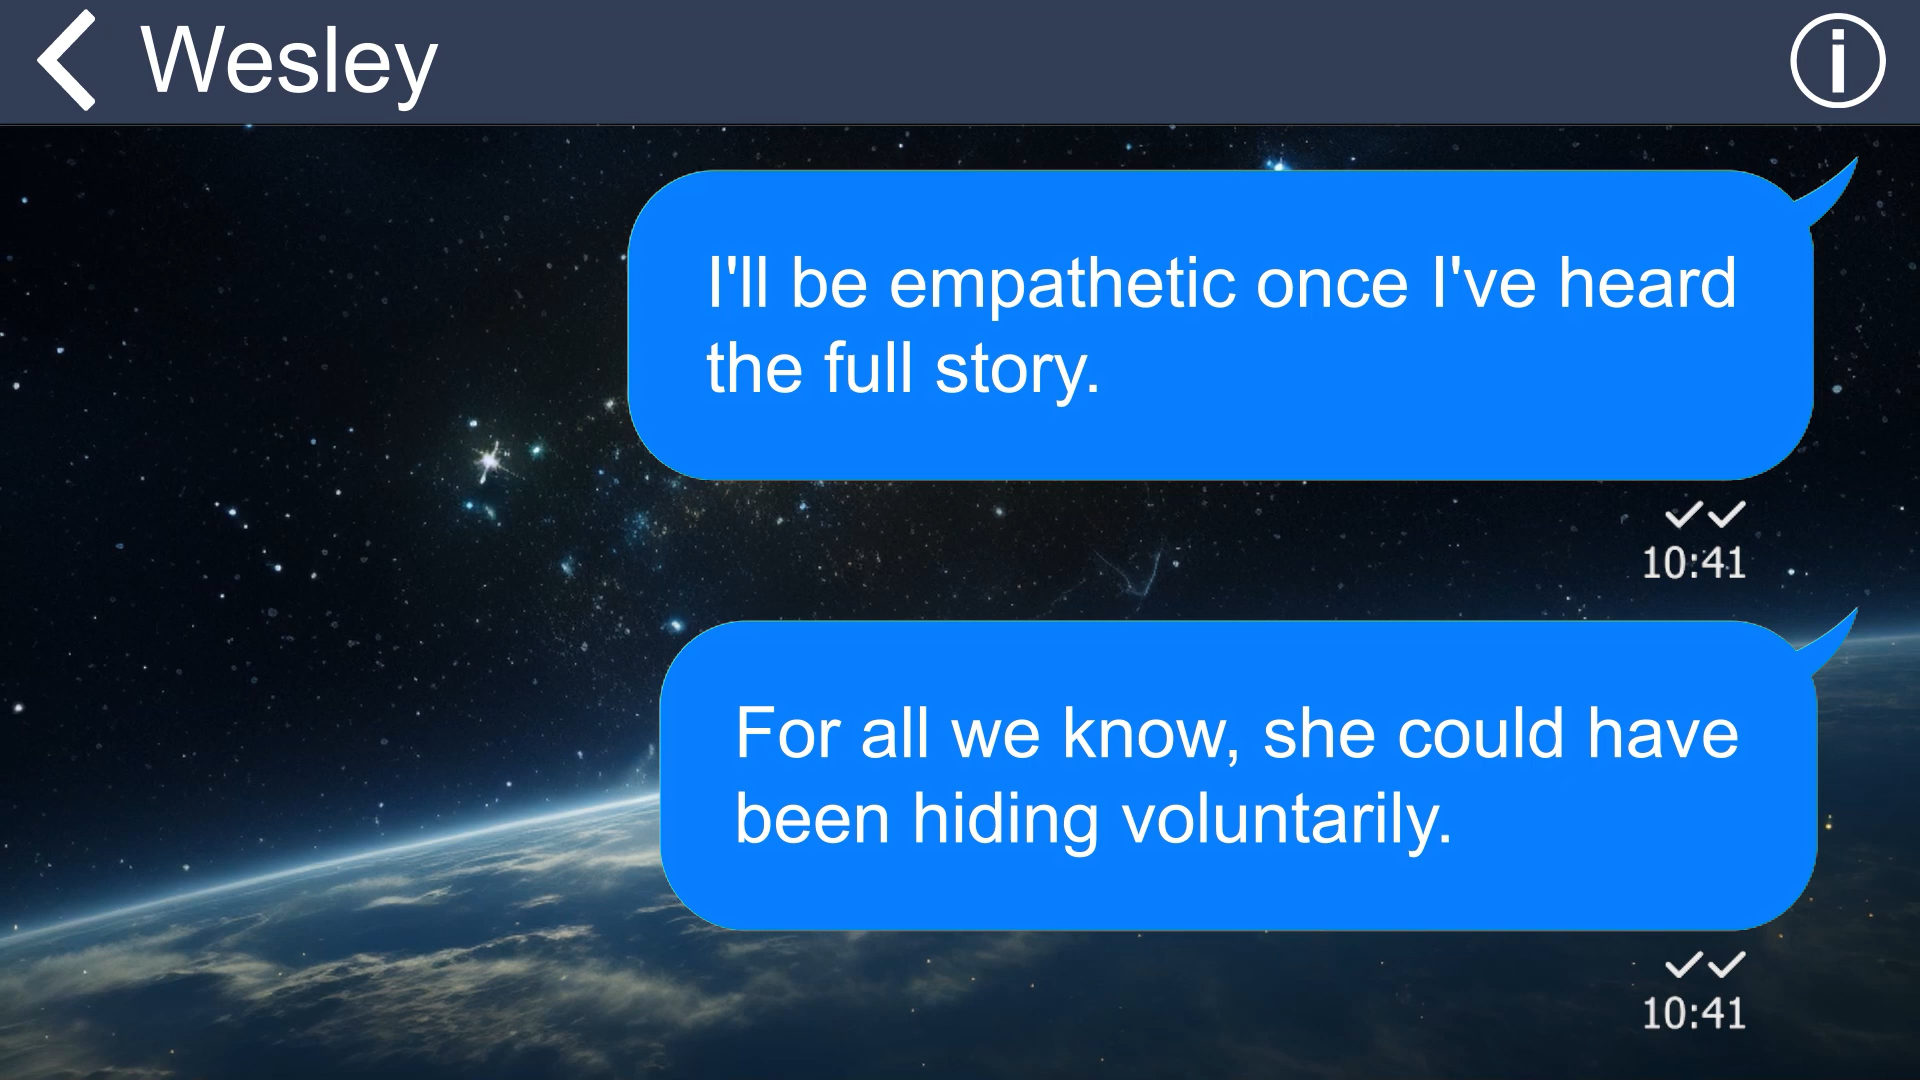 Wesley
I'll be empathetic once I've heard
the full story.
10:41
For all we know, she could have
been hiding voluntarily.
10:41